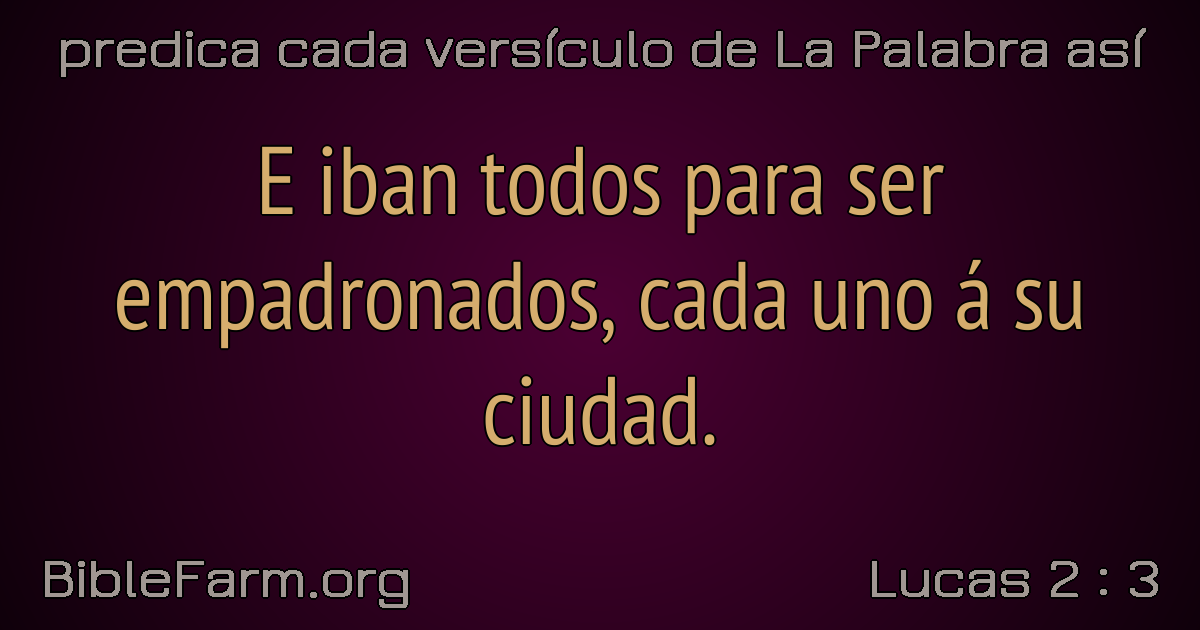 predica cada versículo de La Palabra así
E iban todos para ser
empadronados, cada uno á su
ciudad.
BibleFarm.org
Lucas 2 : 3